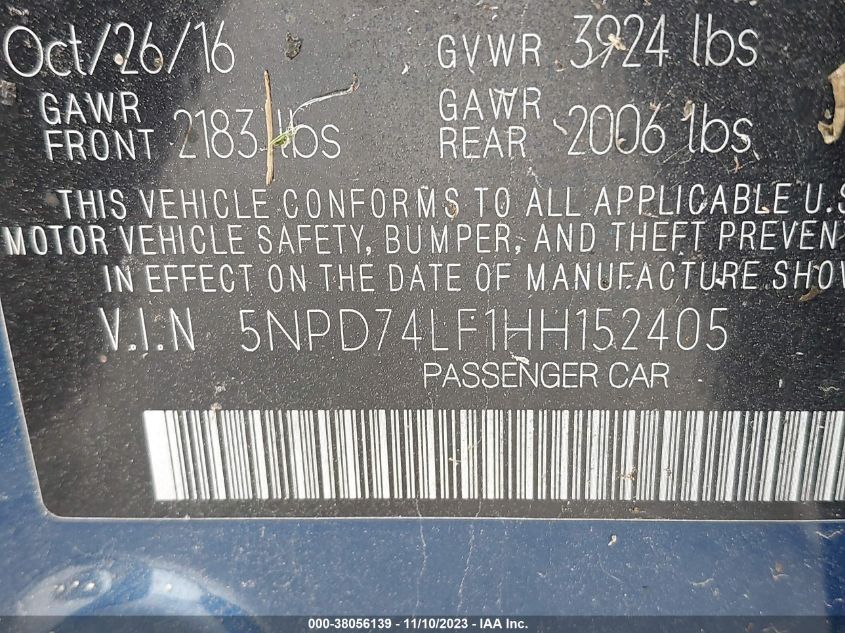 Oct/26/16 GVWR 3924 lbs
GAWR FRONT 2183 lbs GAWR REAR 2006 lbs
THIS VEHICLE CONFORMS TO ALL APPLICABLE U.S
MOTOR VEHICLE SAFETY, BUMPER, AND THEFT PREVEN
IN EFFECT ON THE DATE OF MANUFACTURE SHOW
V.I.N 5NPD74LF1HH152405
PASSENGER CAR
000-38056139 — 11/10/2023 - IAAI.com